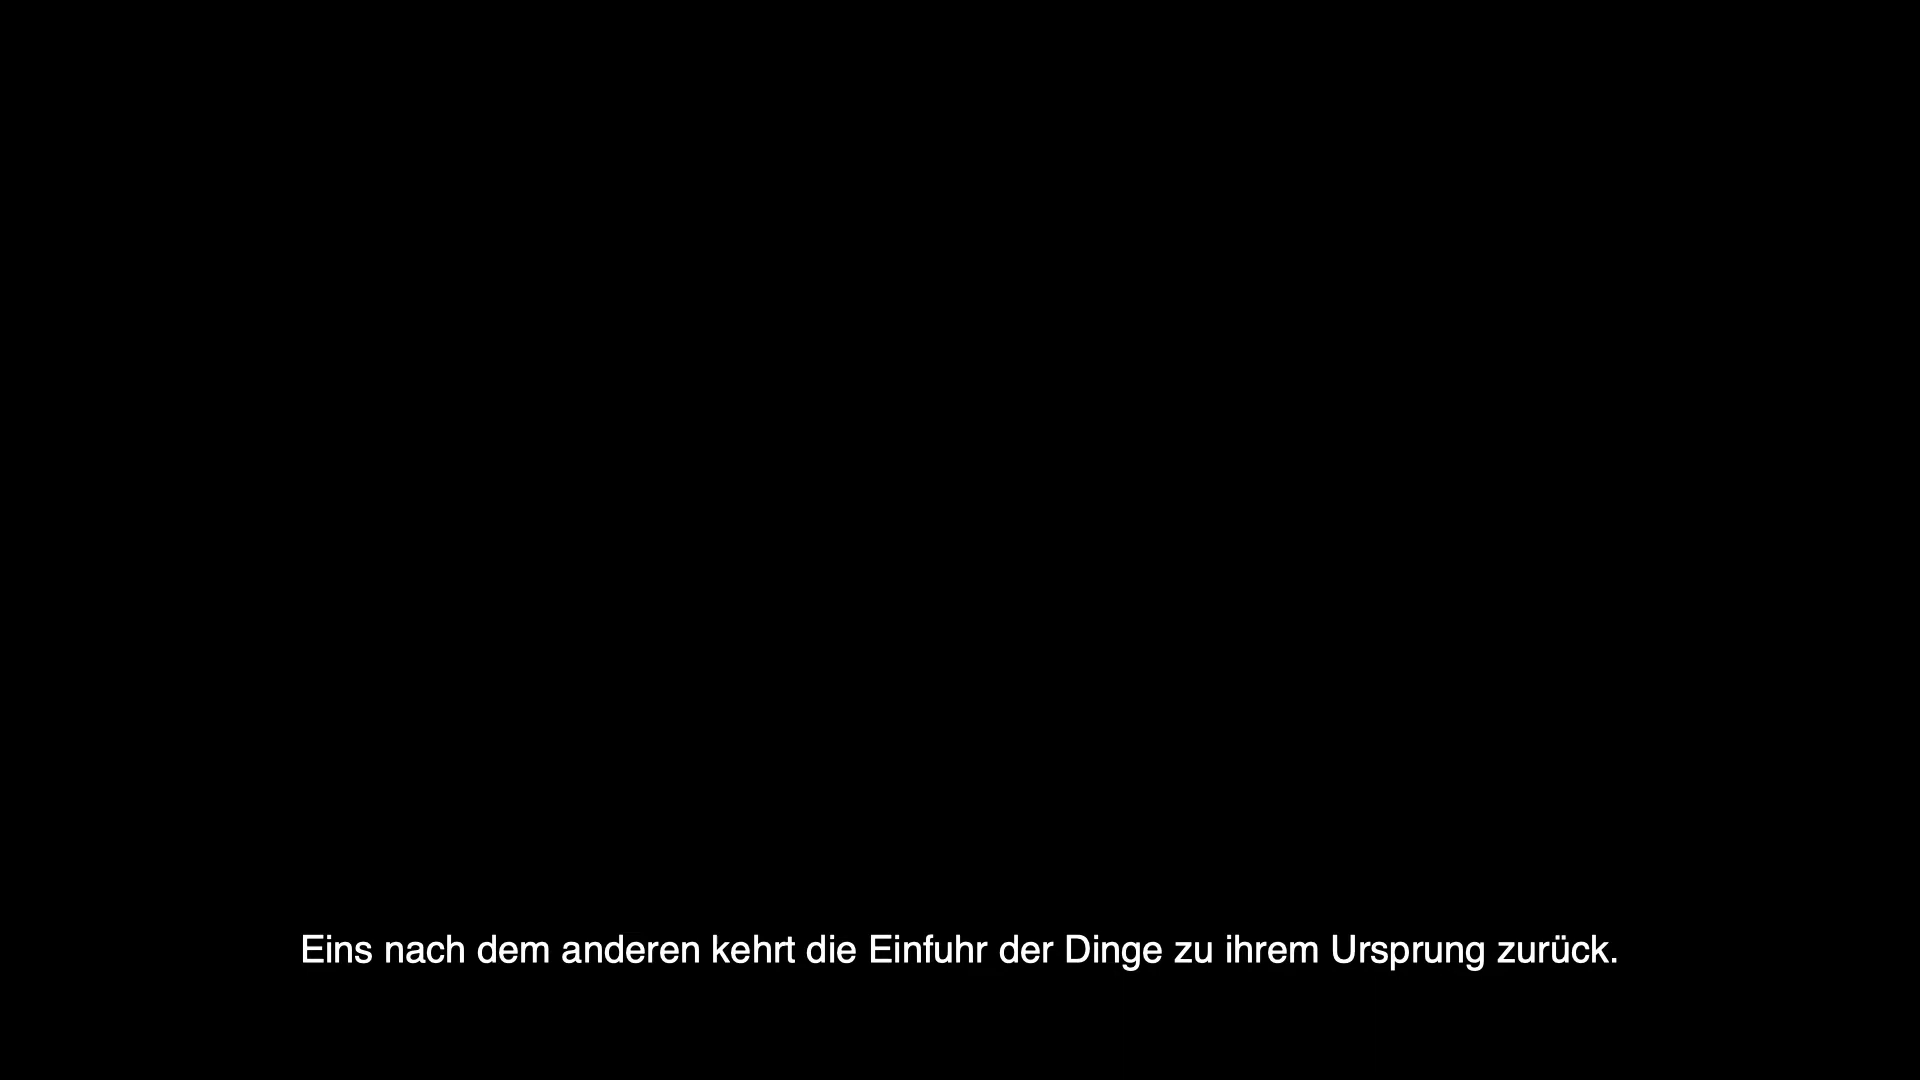 Eins nach dem anderen kehrt die Einfuhr der Dinge zu ihrem Ursprung zurück.